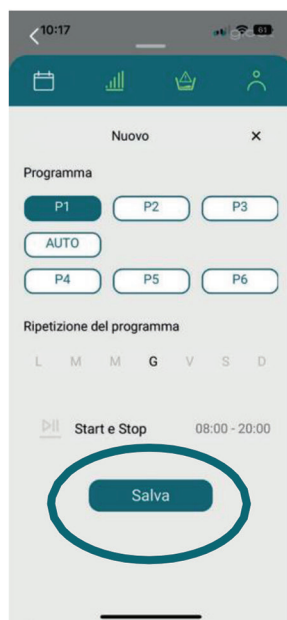 10:17
61
Nuovo ×
Programma
P1 P2 P3
AUTO
P4 P5 P6
Ripetizione del programma
L M M G V S D
Start e Stop 08:00 - 20:00
Salva